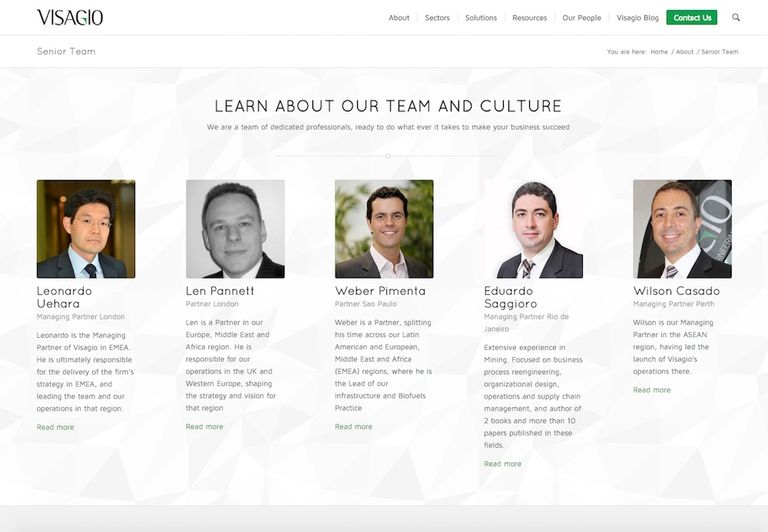 VISAGIO
About
Sectors
Solutions
Resources
Our People
Visagio Blog
Contact Us
Senior Team
You are here: Home / About / Senior Team
LEARN ABOUT OUR TEAM AND CULTURE
We are a team of dedicated professionals, ready to do what ever it takes to make your business succeed
Leonardo
Uehara
Managing Partner London
Leonardo is the Managing
Partner of Visagio in EMEA.
He is ultimately responsible
for the delivery of the firm's
strategy in EMEA, and
leading the team and our
operations in that region.
Read more
Len Pannett
Partner London
Len is a Partner in our
Europe, Middle East and
Africa region. He is
responsible for our
operations in the UK and
Western Europe, shaping
the strategy and vision for
that region
Read more
Weber Pimenta
Partner Sao Paulo
Weber is a Partner, splitting
his time across our Latin
American and European,
Middle East and Africa
(EMEA) regions, where he is
the Lead of our
Infrastructure and Biofuels
Practice
Read more
Eduardo
Saggioro
Managing Partner Rio de
Janeiro
Extensive experience in
Mining. Focused on business
process reengineering,
organizational design,
operations and supply chain
management, and author of
2 books and more than 10
papers published in these
fields.
Read more
Wilson Casado
Managing Partner Perth
Wilson is our Managing
Partner in the ASEAN
region, having led the
launch of Visagio's
operations there.
Read more